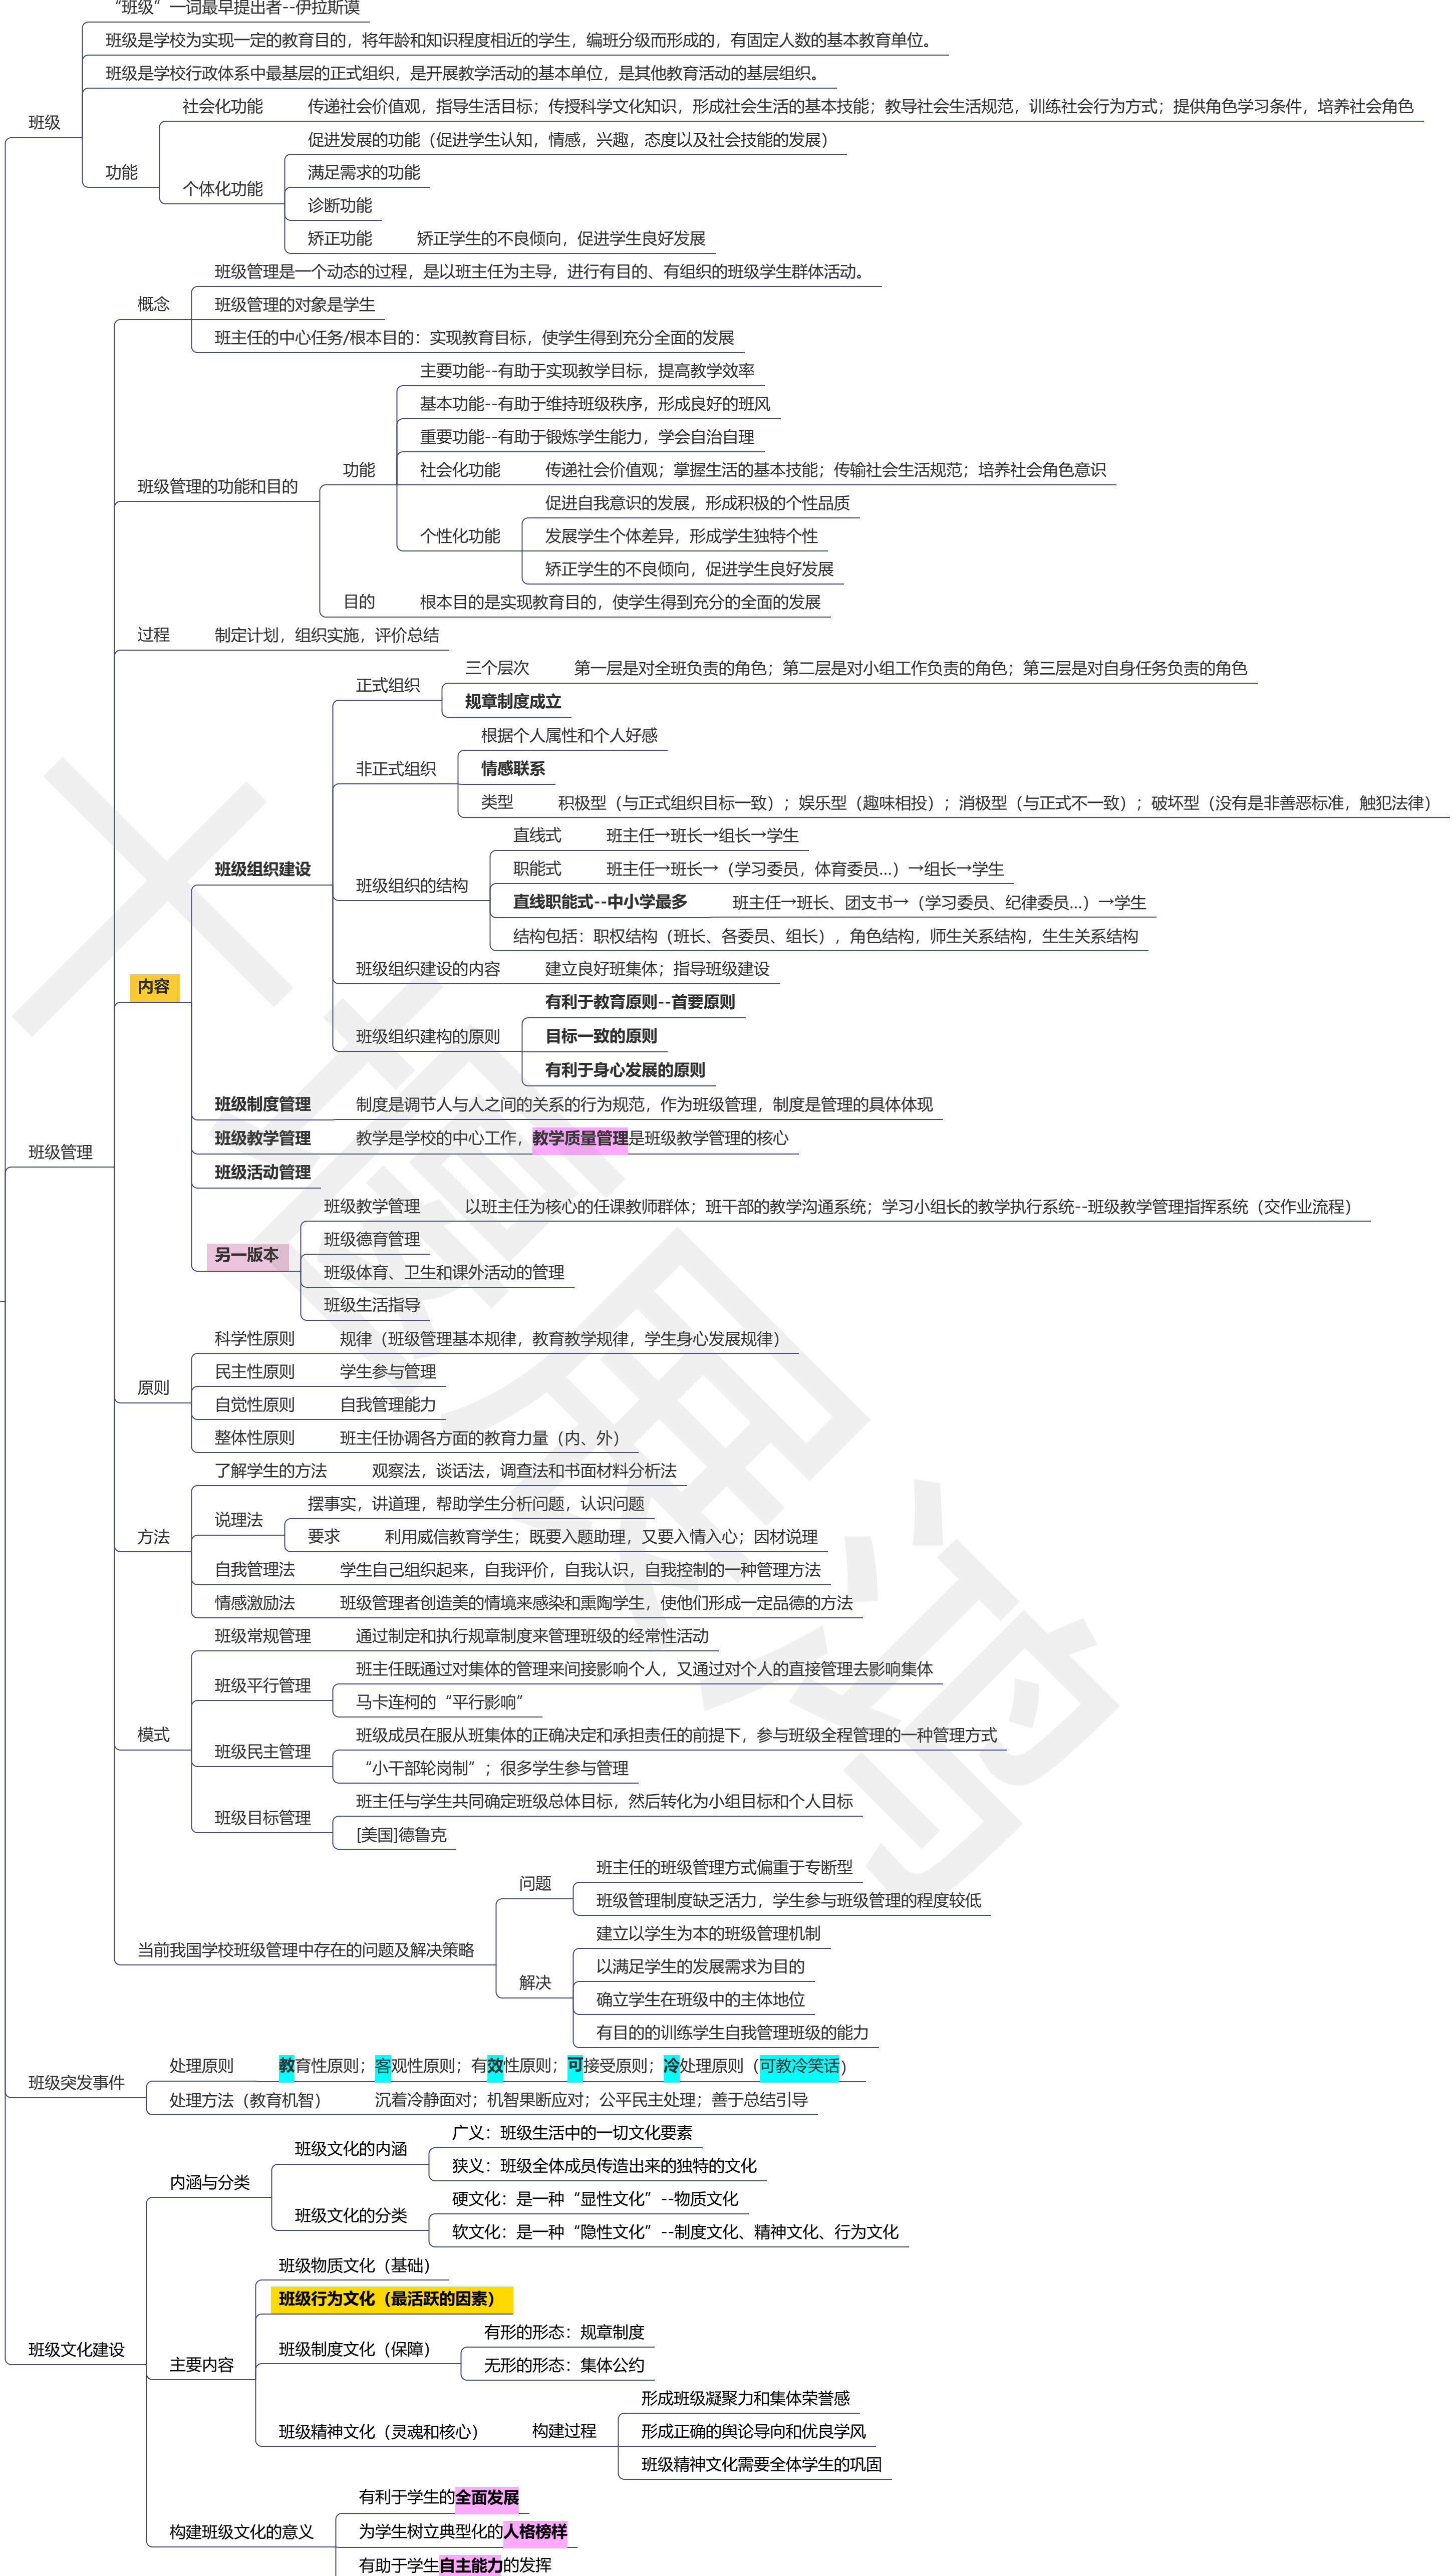 “班级”一词最早提出者--伊拉斯谟
班级是学校为实现一定的教育目的，将年龄和知识程度相近的学生，编班分级而形成的，有固定人数的基本教育单位。
班级是学校行政体系中最基层的正式组织，是开展教学活动的基本单位，是其他教育活动的基层组织。
班级
功能
社会化功能 传递社会价值观，指导生活目标；传授科学文化知识，形成社会生活的基本技能；教导社会生活规范，训练社会行为方式；提供角色学习条件，培养社会角色
个体化功能
促进发展的功能（促进学生认知，情感，兴趣，态度以及社会技能的发展）
满足需求的功能
诊断功能
矫正功能 矫正学生的不良倾向，促进学生良好发展
班级管理
概念
班级管理是一个动态的过程，是以班主任为主导，进行有目的、有组织的班级学生群体活动。
班级管理的对象是学生
班主任的中心任务/根本目的：实现教育目标，使学生得到充分全面的发展
班级管理的功能和目的
功能
主要功能--有助于实现教学目标，提高教学效率
基本功能--有助于维持班级秩序，形成良好的班风
重要功能--有助于锻炼学生能力，学会自治自理
社会化功能 传递社会价值观；掌握生活的基本技能；传输社会生活规范；培养社会角色意识
个性化功能
促进自我意识的发展，形成积极的个性品质
发展学生个体差异，形成学生独特个性
矫正学生的不良倾向，促进学生良好发展
目的 根本目的是实现教育目的，使学生得到充分的全面的发展
过程 制定计划，组织实施，评价总结
内容
班级组织建设
正式组织
三个层次 第一层是对全班负责的角色；第二层是对小组工作负责的角色；第三层是对自身任务负责的角色
规章制度成立
非正式组织
根据个人属性和个人好感
情感联系
类型 积极型（与正式组织目标一致）；娱乐型（趣味相投）；消极型（与正式不一致）；破坏型（没有是非善恶标准，触犯法律）
班级组织的结构
直线式 班主任→班长→组长→学生
职能式 班主任→班长→（学习委员，体育委员...）→组长→学生
直线职能式--中小学最多 班主任→班长、团支书→（学习委员、纪律委员...）→学生
结构包括：职权结构（班长、各委员、组长），角色结构，师生关系结构，生生关系结构
班级组织建设的内容 建立良好班集体；指导班级建设
班级组织建构的原则
有利于教育原则--首要原则
目标一致的原则
有利于身心发展的原则
班级制度管理 制度是调节人与人之间的关系的行为规范，作为班级管理，制度是管理的具体体现
班级教学管理 教学是学校的中心工作，教学质量管理是班级教学管理的核心
班级活动管理
另一版本
班级教学管理 以班主任为核心的任课教师群体；班干部的教学沟通系统；学习小组长的教学执行系统--班级教学管理指挥系统（交作业流程）
班级德育管理
班级体育、卫生和课外活动的管理
班级生活指导
原则
科学性原则 规律（班级管理基本规律，教育教学规律，学生身心发展规律）
民主性原则 学生参与管理
自觉性原则 自我管理能力
整体性原则 班主任协调各方面的教育力量（内、外）
方法
了解学生的方法 观察法，谈话法，调查法和书面材料分析法
说理法
摆事实，讲道理，帮助学生分析问题，认识问题
要求 利用威信教育学生；既要入题助理，又要入情入心；因材说理
自我管理法 学生自己组织起来，自我评价，自我认识，自我控制的一种管理方法
情感激励法 班级管理者创造美的情境来感染和熏陶学生，使他们形成一定品德的方法
模式
班级常规管理 通过制定和执行规章制度来管理班级的经常性活动
班级平行管理
班主任既通过对集体的管理来间接影响个人，又通过对个人的直接管理去影响集体
马卡连柯的“平行影响”
班级民主管理
班级成员在服从班集体的正确决定和承担责任的前提下，参与班级全程管理的一种管理方式
“小干部轮岗制”；很多学生参与管理
班级目标管理
班主任与学生共同确定班级总体目标，然后转化为小组目标和个人目标
[美国]德鲁克
当前我国学校班级管理中存在的问题及解决策略
问题
班主任的班级管理方式偏重于专断型
班级管理制度缺乏活力，学生参与班级管理的程度较低
解决
建立以学生为本的班级管理机制
以满足学生的发展需求为目的
确立学生在班级中的主体地位
有目的的训练学生自我管理班级的能力
班级突发事件
处理原则 教育性原则；客观性原则；有效性原则；可接受原则；冷处理原则（可教冷笑话）
处理方法（教育机智） 沉着冷静面对；机智果断应对；公平民主处理；善于总结引导
班级文化建设
内涵与分类
班级文化的内涵
广义：班级生活中的一切文化要素
狭义：班级全体成员传造出来的独特的文化
班级文化的分类
硬文化：是一种“显性文化”--物质文化
软文化：是一种“隐性文化”--制度文化、精神文化、行为文化
主要内容
班级物质文化（基础）
班级行为文化（最活跃的因素）
班级制度文化（保障）
有形的形态：规章制度
无形的形态：集体公约
班级精神文化（灵魂和核心） 构建过程
形成班级凝聚力和集体荣誉感
形成正确的舆论导向和优良学风
班级精神文化需要全体学生的巩固
构建班级文化的意义
有利于学生的全面发展
为学生树立典型化的人格榜样
有助于学生自主能力的发挥